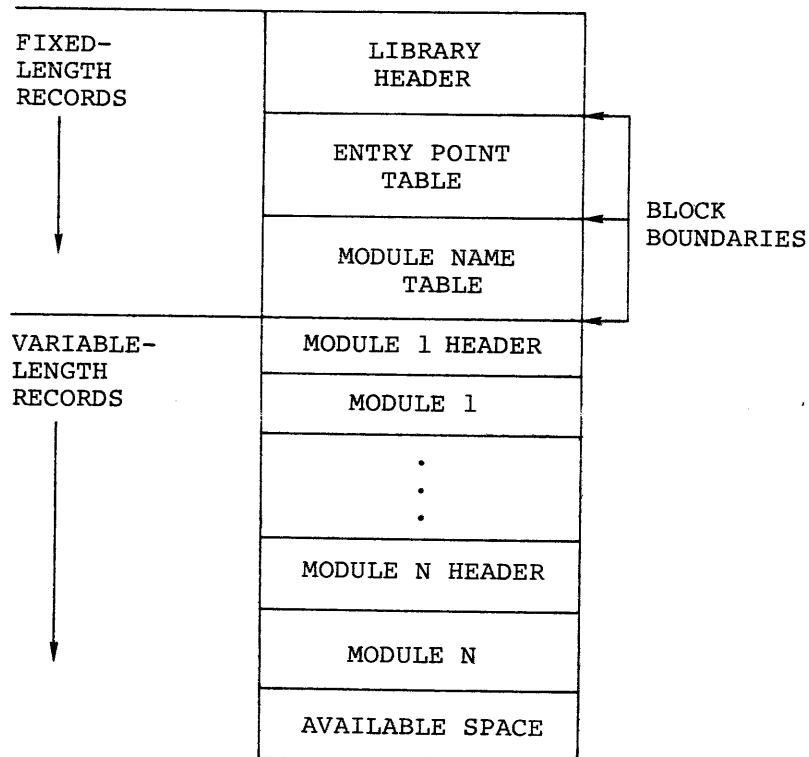 FIXED-
LENGTH
RECORDS
LIBRARY
HEADER
ENTRY POINT
TABLE
MODULE NAME
TABLE
BLOCK
BOUNDARIES
VARIABLE-
LENGTH
RECORDS
MODULE 1 HEADER
MODULE 1
.
.
.
MODULE N HEADER
MODULE N
AVAILABLE SPACE